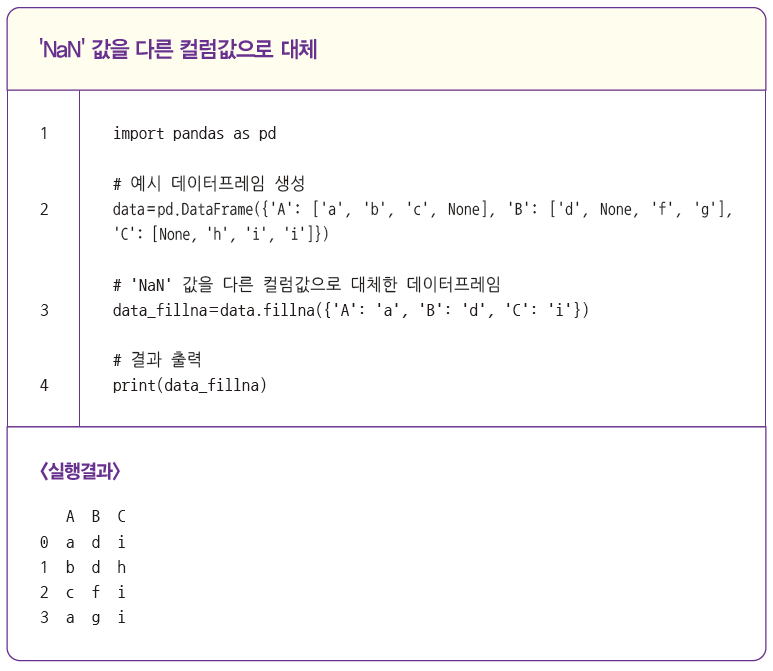 'NaN' 값을 다른 컬럼값으로 대체
1 import pandas as pd
# 예시 데이터프레임 생성
2 data=pd.DataFrame({'A': ['a', 'b', 'c', None], 'B': ['d', None, 'f', 'g'],
'C': [None, 'h', 'i', 'i']})
# 'NaN' 값을 다른 컬럼값으로 대체한 데이터프레임
3 data_fillna=data.fillna({'A': 'a', 'B': 'd', 'C': 'i'})
# 결과 출력
4 print(data_fillna)
〈실행결과〉
A B C
0 a d i
1 b d h
2 c f i
3 a g i